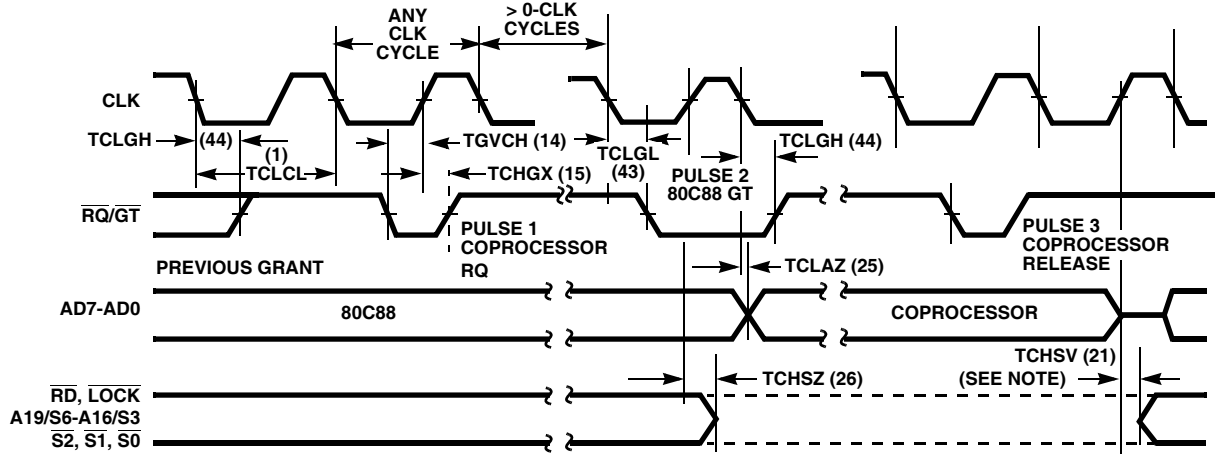 ANY
CLK
CYCLE
> 0-CLK
CYCLES
CLK
TCLGH
(44)
(1)
TCLCL
TGVCH (14)
TCHGX (15)
TCLGL
(43)
PULSE 2
80C88 GT
TCLGH (44)
RQ/GT
PREVIOUS GRANT
PULSE 1
COPROCESSOR
RQ
PULSE 3
COPROCESSOR
RELEASE
TCLAZ (25)
AD7-AD0
80C88
COPROCESSOR
TCHSV (21)
(SEE NOTE)
TCHSZ (26)
RD, LOCK
A19/S6-A16/S3
S2, S1, S0